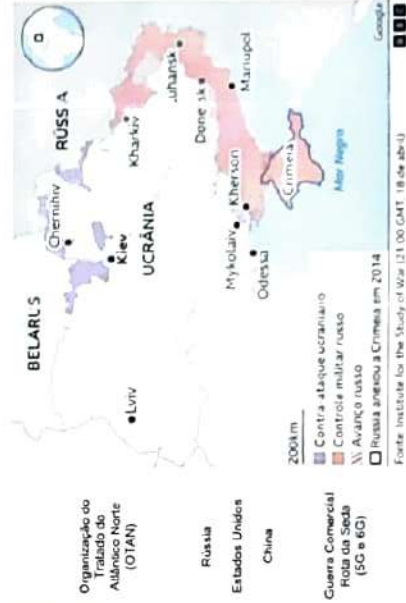 Organização do
Tratado do
Atlântico Norte
(OTAN)
Rússia
Estados Unidos
China
Guerra Comercial
Rota da Seda
(5G e 6G)
BELARUS
RÚSSIA
Chernihiv
Kiev
Lviv
UCRÂNIA
Kharkiv
Luhansk
Donetsk
Mariupol
Mykolaiv
Kherson
Odessa
Crimeia
Mar Negro
200km
Contra ataque ucraniano
Controle militar russo
Avanço russo
Russia anexou a Crimeia em 2014
Google
Fonte: Institute for the Study of War (21:00 GMT, 18 de abril)
BBC